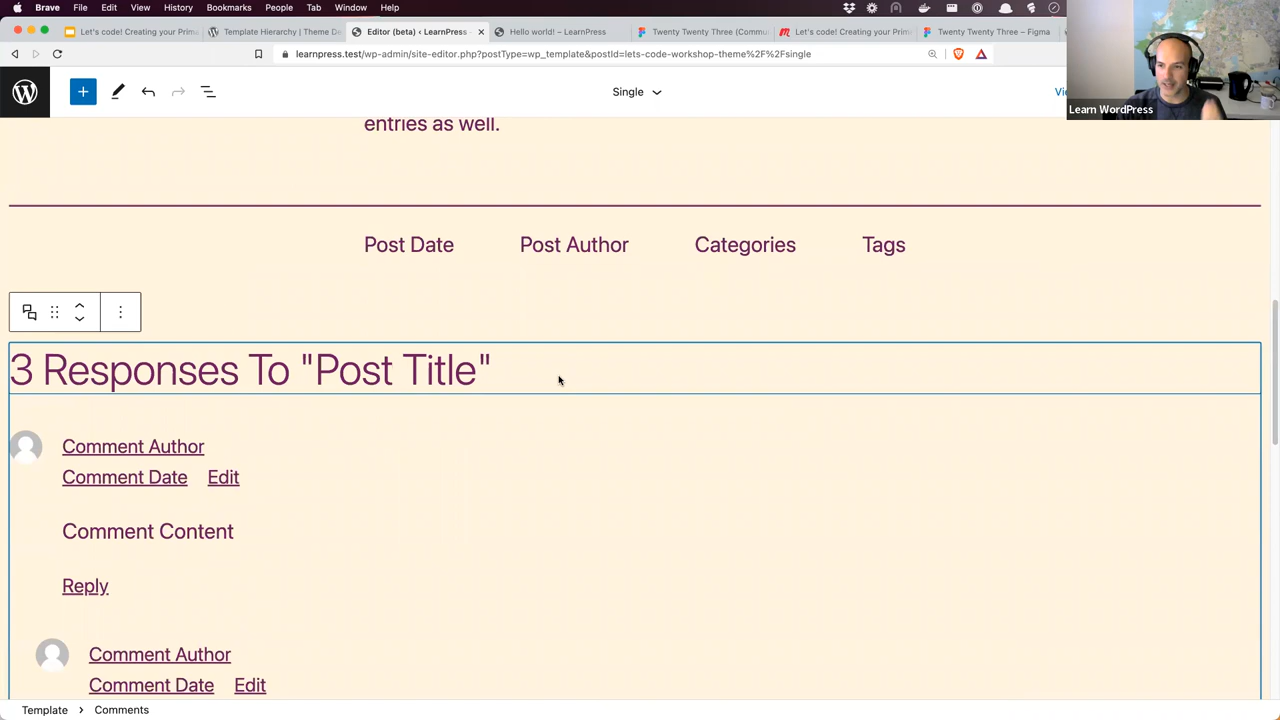 Brave File Edit View History Bookmarks People Tab Window Help
Let's code! Creating your Prim
Template Hierarchy | Theme De
Editor (beta) ‹ LearnPress
Hello world! – LearnPress
Twenty Twenty Three (Commu
Let's code! Creating your Prim
Twenty Twenty Three – Figma
learnpress.test/wp-admin/site-editor.php?postType=wp_template&postId=lets-code-workshop-theme%2F%2Fsingle
Single
Learn WordPress
entries as well.
Post Date Post Author Categories Tags
3 Responses To "Post Title"
Comment Author
Comment Date Edit
Comment Content
Reply
Comment Author
Comment Date Edit
Template Comments